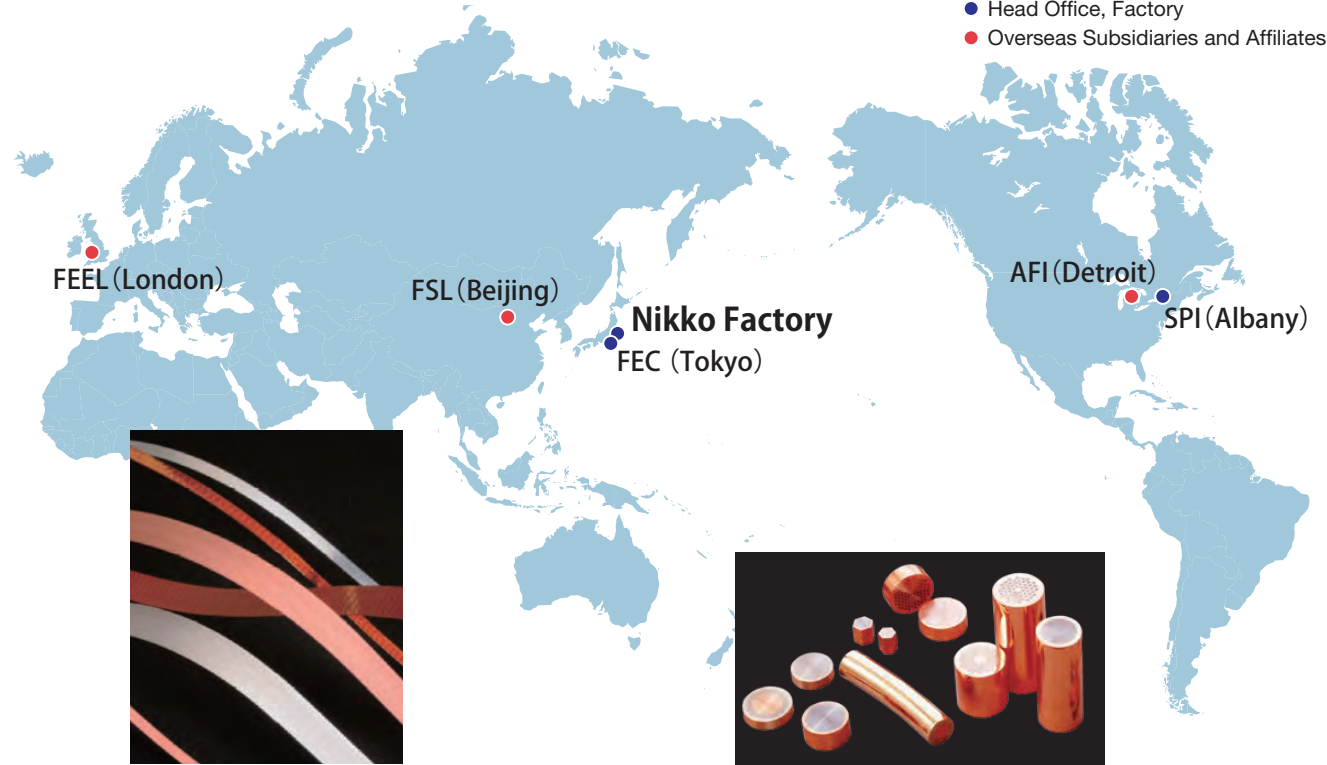 Head Office, Factory
Overseas Subsidiaries and Affiliates
FEEL（London）
FSL（Beijing）
Nikko Factory
FEC（Tokyo）
AFI（Detroit）
SPI（Albany）